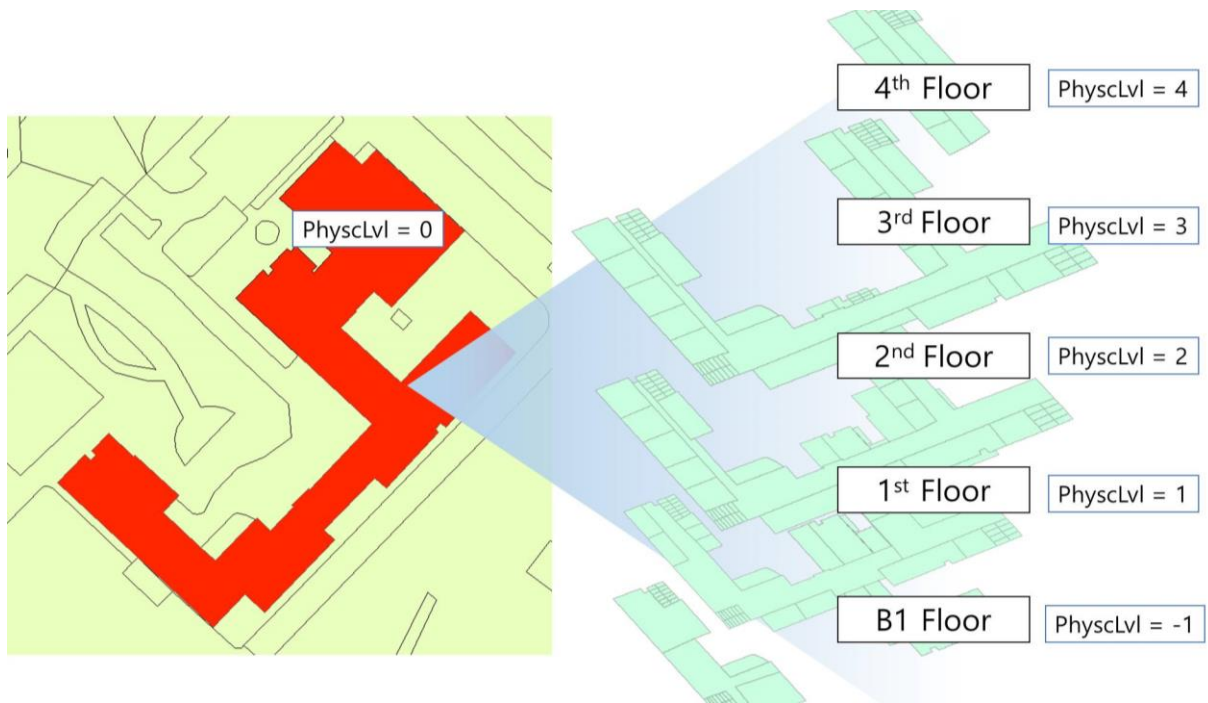 4th Floor
PhyscLvl = 4
PhyscLvl = 0
3rd Floor
PhyscLvl = 3
2nd Floor
PhyscLvl = 2
1st Floor
PhyscLvl = 1
B1 Floor
PhyscLvl = -1